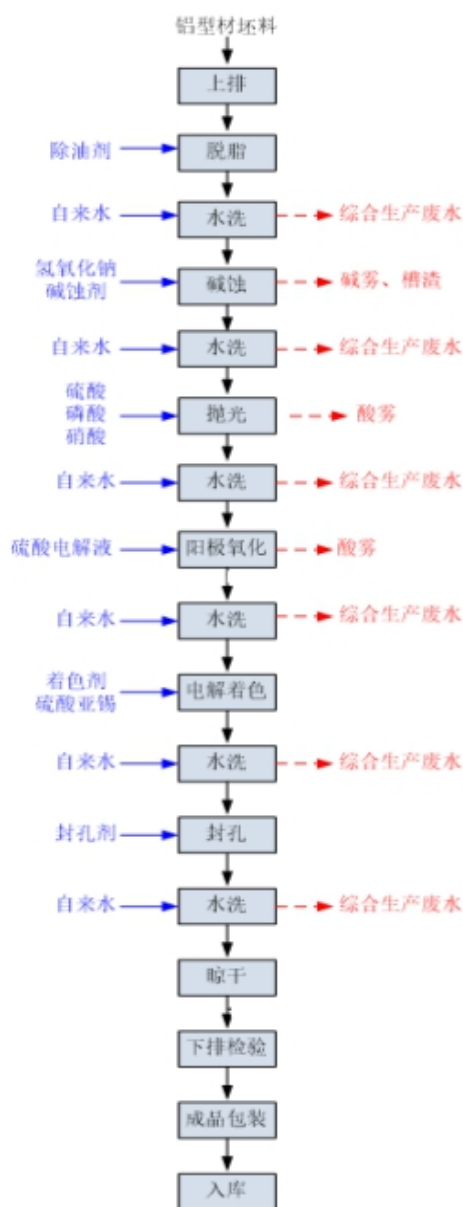 铝型材坯料
上排
除油剂
脱脂
自来水
水洗
综合生产废水
氢氧化钠
碱蚀剂
碱蚀
碱雾、槽渣
自来水
水洗
综合生产废水
硫酸
磷酸
硝酸
抛光
酸雾
自来水
水洗
综合生产废水
硫酸电解液
阳极氧化
酸雾
自来水
水洗
综合生产废水
着色剂
硫酸亚锡
电解着色
自来水
水洗
综合生产废水
封孔剂
封孔
自来水
水洗
综合生产废水
晾干
下排检验
成品包装
入库